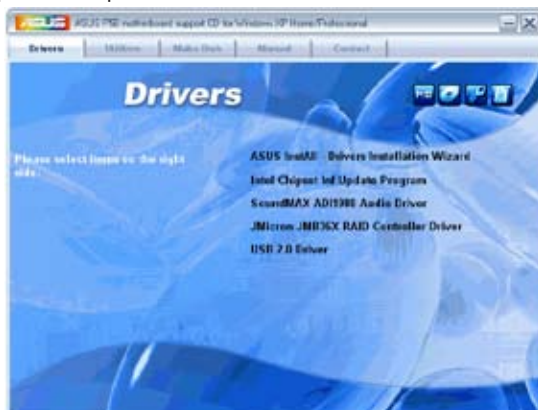 ASUS P5B motherboard support CD for Windows XP Home/Professional
Drivers Utilities Make Disk Manual Contact
Drivers
Please select items on the right side.
ASUS InstAll - Drivers Installation Wizard
Intel Chipset Inf Update Program
SoundMAX ADI1988 Audio Driver
JMicron JMB36X RAID Controller Driver
USB 2.0 Driver